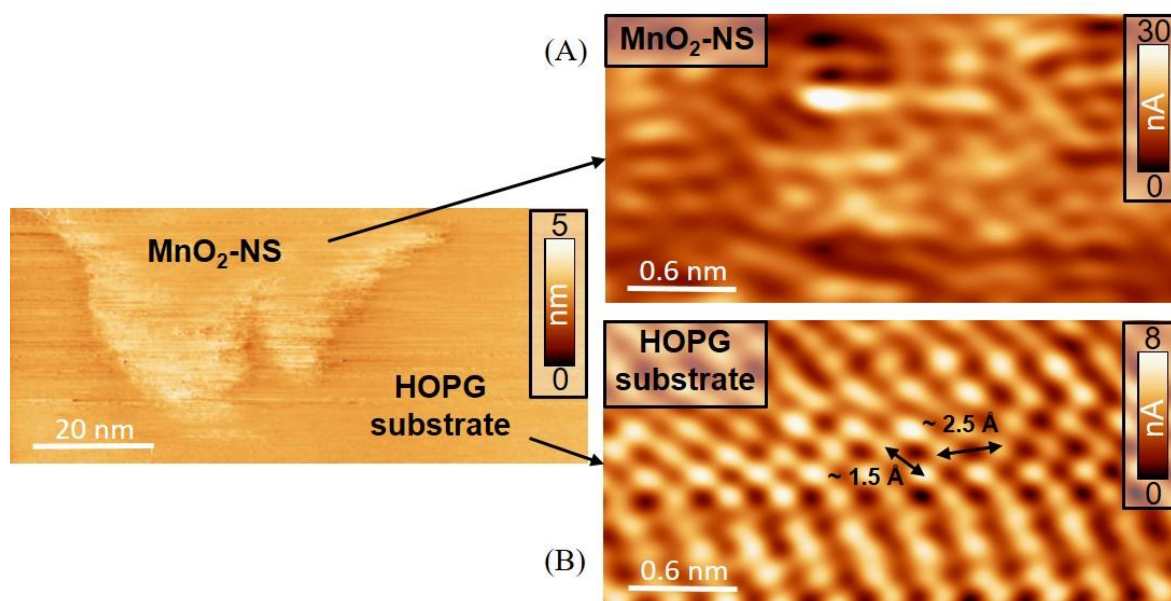 MnO₂-NS
5
nm
0
HOPG
substrate
20 nm
(A)
MnO₂-NS
30
nA
0
0.6 nm
HOPG
substrate
8
nA
0
~ 2.5 Å
~ 1.5 Å
(B)
0.6 nm